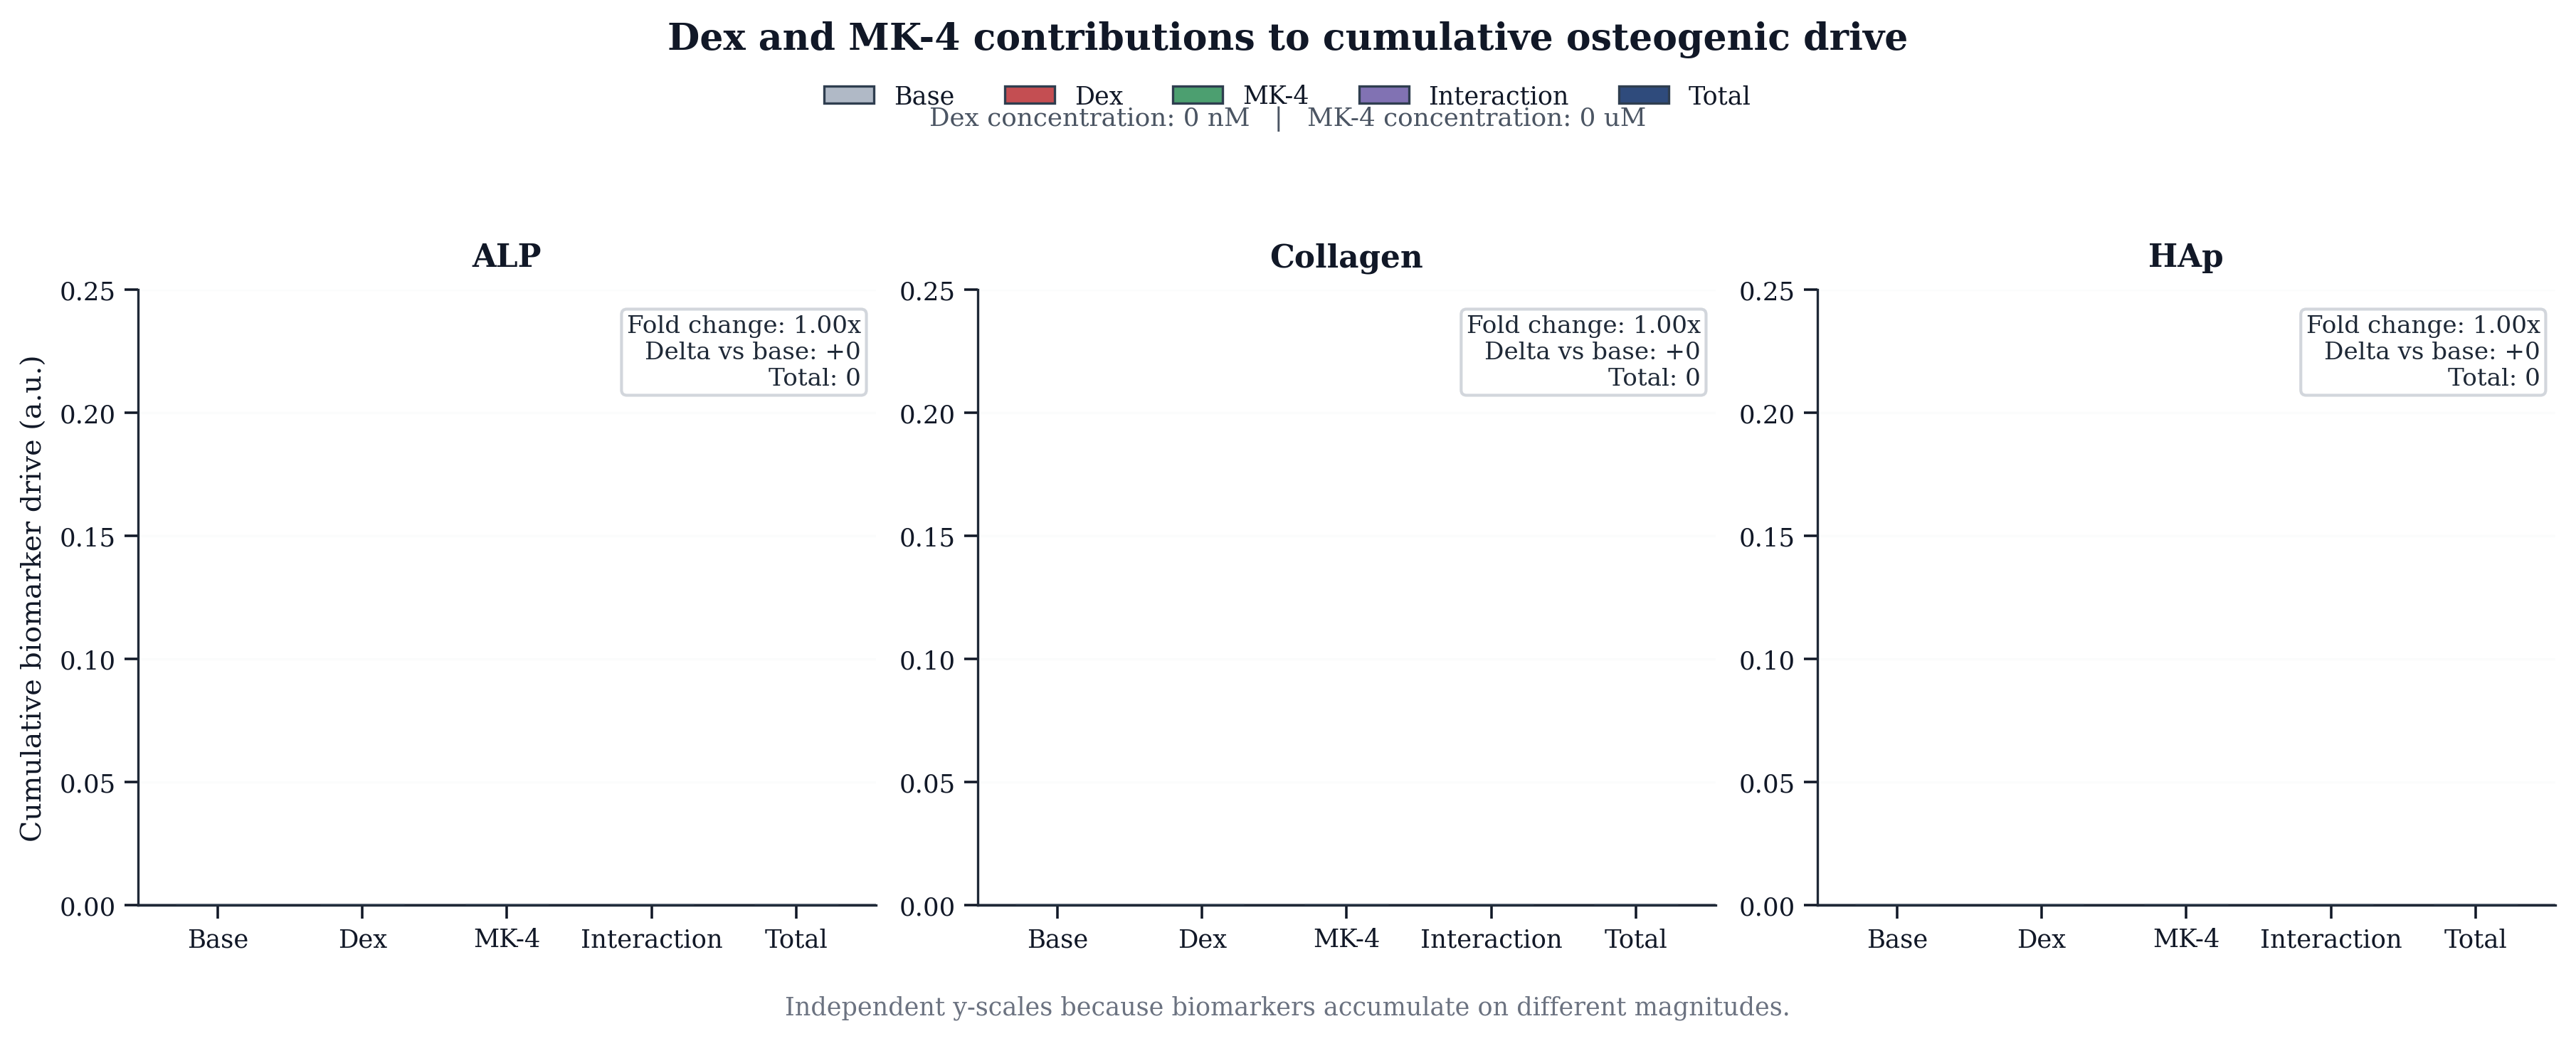 Dex and MK-4 contributions to cumulative osteogenic drive
Base Dex MK-4 Interaction Total
Dex concentration: 0 nM | MK-4 concentration: 0 uM
ALP
Collagen
HAp
Cumulative biomarker drive (a.u.)
0.25
0.20
0.15
0.10
0.05
0.00
Fold change: 1.00x
Delta vs base: +0
Total: 0
Base Dex MK-4 Interaction Total
0.25
0.20
0.15
0.10
0.05
0.00
Fold change: 1.00x
Delta vs base: +0
Total: 0
Base Dex MK-4 Interaction Total
0.25
0.20
0.15
0.10
0.05
0.00
Fold change: 1.00x
Delta vs base: +0
Total: 0
Base Dex MK-4 Interaction Total
Independent y-scales because biomarkers accumulate on different magnitudes.